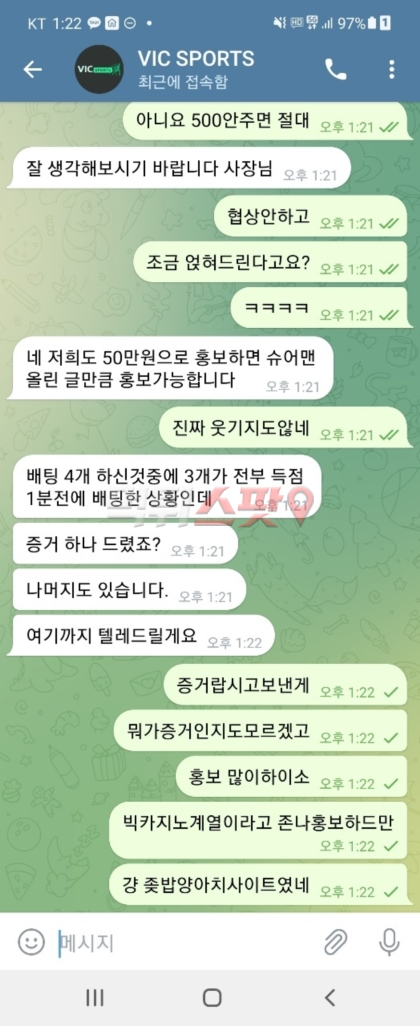 KT 1:22
HD 5G 97% 1
VIC SPORTS
VIC SPORTS
최근에 접속함
아니요 500안주면 절대
오후 1:21
잘 생각해보시기 바랍니다 사장님
오후 1:21
협상안하고
오후 1:21
조금 얹혀드린다고요?
오후 1:21
ㅋㅋㅋㅋ
오후 1:21
네 저희도 50만원으로 홍보하면 슈어맨
올린 글만큼 홍보가능합니다
오후 1:21
진짜 웃기지도않네
오후 1:21
배팅 4개 하신것중에 3개가 전부 득점
1분전에 배팅한 상황인데
오후 1:21
먹튀스팟
증거 하나 드렸죠?
오후 1:21
나머지도 있습니다.
오후 1:21
여기까지 텔레드릴게요
오후 1:22
증거랍시고보낸게
오후 1:22
뭐가증거인지도모르겠고
오후 1:22
홍보 많이하이소
오후 1:22
빅카지노계열이라고 존나홍보하드만
오후 1:22
걍 좆밥양아치사이트였네
오후 1:22
메시지